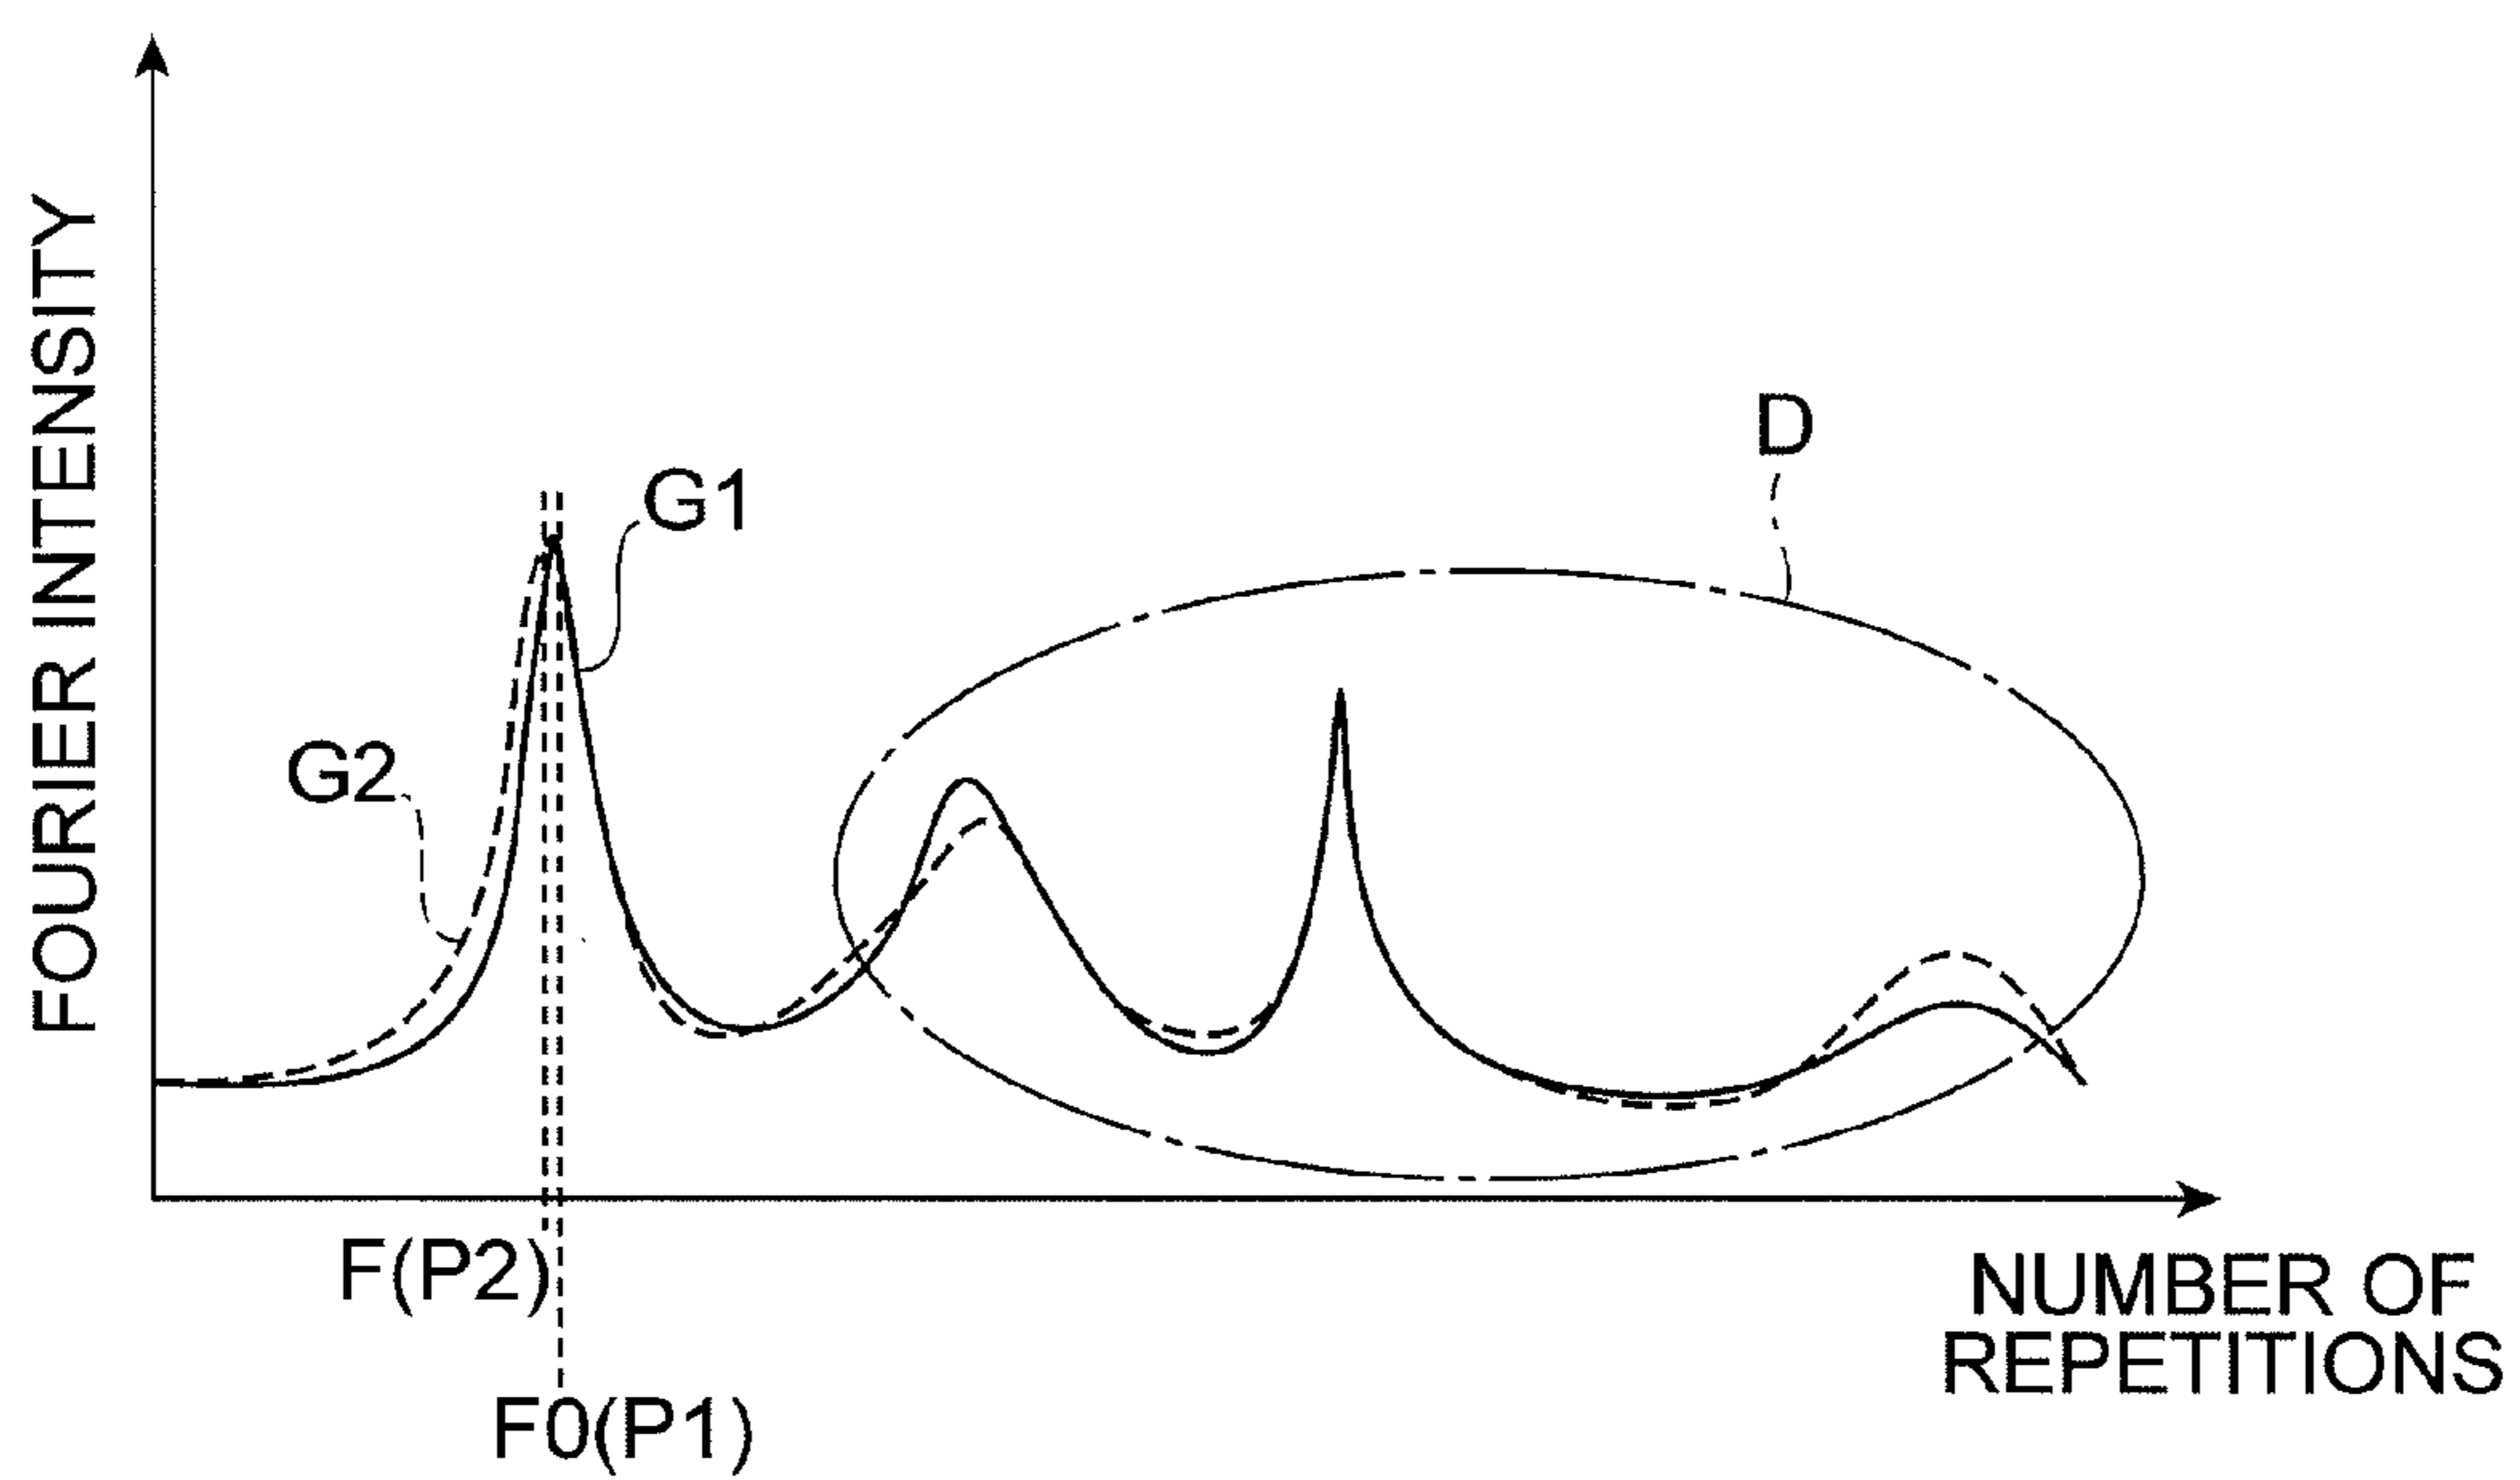 FOURIER INTENSITY
D
G1
G2
F(P2)
F0(P1)
NUMBER OF
REPETITIONS